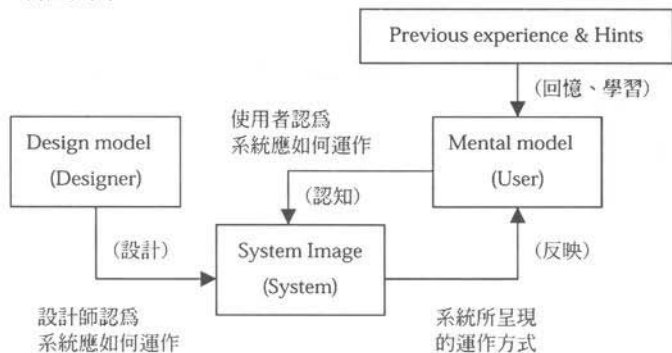 Previous experience & Hints
(回憶、學習)
使用者認爲
系統應如何運作
Design model
(Designer)
Mental model
(User)
(認知)
(設計)
System Image
(System)
(反映)
設計師認爲
系統應如何運作
系統所呈現
的運作方式